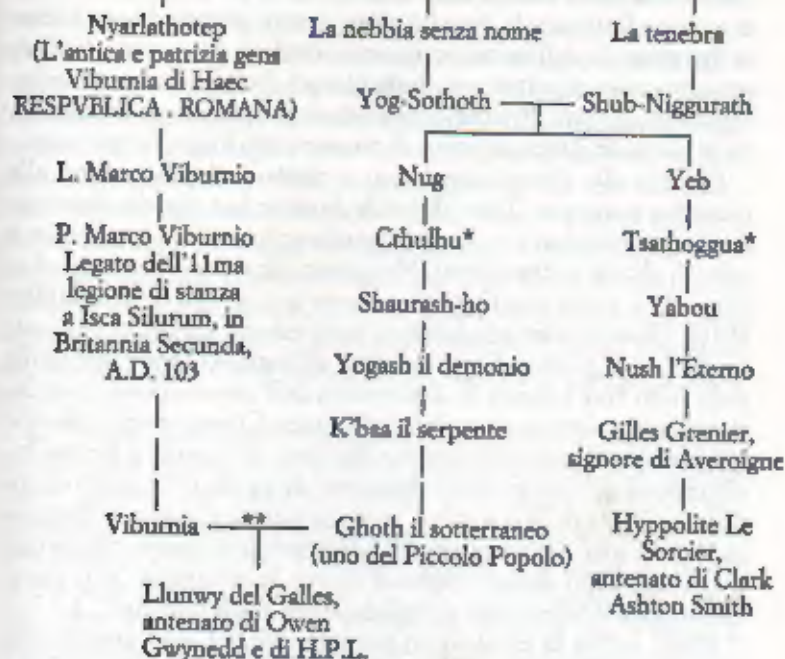 Nyarlathotep
(L'antica e patrizia gens
Viburnia di Haec
RESPVBLICA . ROMANA)
La nebbia senza nome
La tenebra
Yog-Sothoth
Shub-Niggurath
L. Marco Viburnio
Nug
Yeb
P. Marco Viburnio
Legato dell'11ma
legione di stanza
a Isca Silurum, in
Britannia Secunda,
A.D. 103
Cthulhu*
Tsathoggua*
Shaurash-ho
Yabou
Yogash il demonio
Nush l'Eterno
K'baa il serpente
Gilles Grenier,
signore di Averoigne
Viburnia
**
Ghoth il sotterraneo
(uno del Piccolo Popolo)
Hyppolite Le
Sorcier,
antenato di Clark
Ashton Smith
Llunwy del Galles,
antenato di Owen
Gwynedd e di H.P.L.